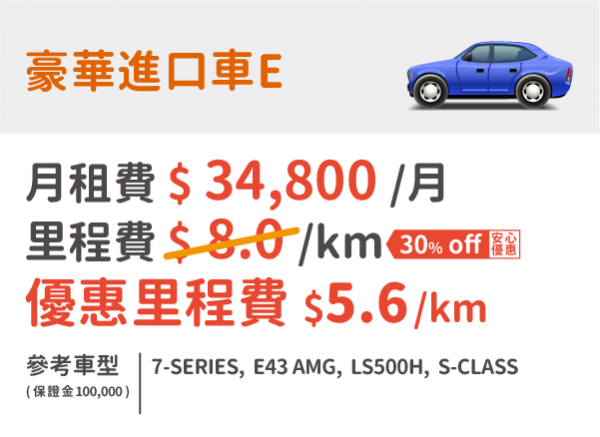 豪華進口車E
月租費 $ 34,800 /月
里程費 $ 8.0 /km 30% off 安心優惠
優惠里程費 $5.6/km
參考車型 7-SERIES, E43 AMG, LS500H, S-CLASS
(保證金100,000)